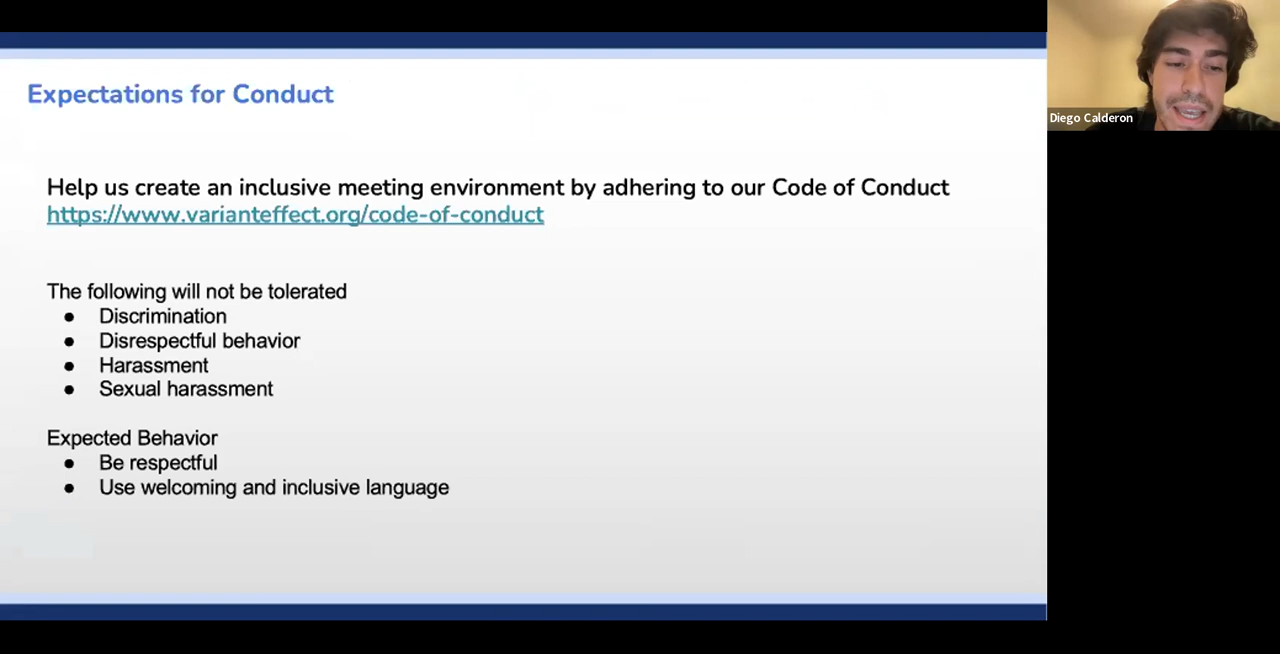 Expectations for Conduct
Diego Calderon
Help us create an inclusive meeting environment by adhering to our Code of Conduct
https://www.varianteffect.org/code-of-conduct
The following will not be tolerated
● Discrimination
● Disrespectful behavior
● Harassment
● Sexual harassment
Expected Behavior
● Be respectful
● Use welcoming and inclusive language